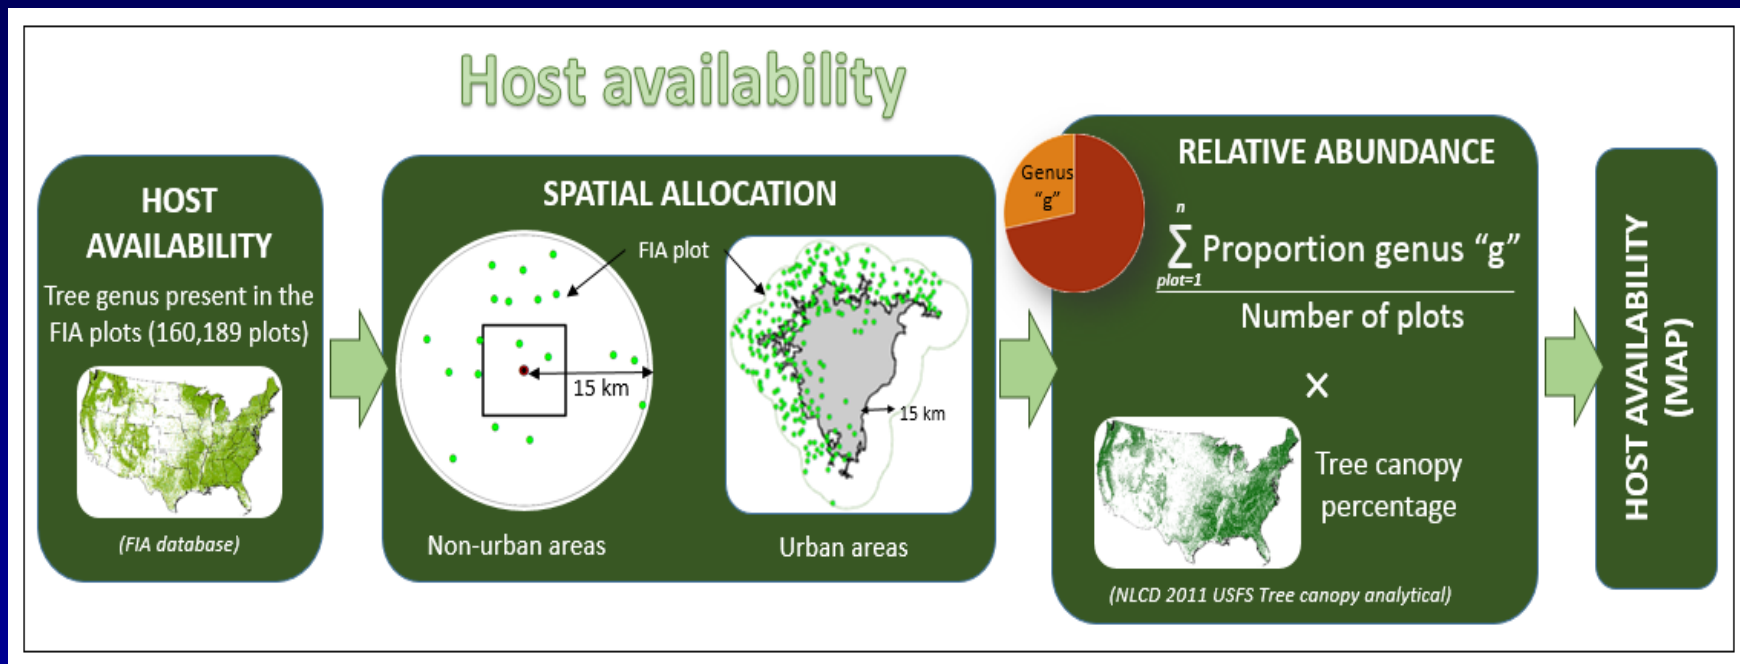 Host availability
HOST
AVAILABILITY
Tree genus present in the
FIA plots (160,189 plots)
(FIA database)
SPATIAL ALLOCATION
FIA plot
15 km
15 km
Non-urban areas
Urban areas
Genus
“g”
RELATIVE ABUNDANCE
n
∑ Proportion genus “g”
plot=1
Number of plots
×
Tree canopy
percentage
(NLCD 2011 USFS Tree canopy analytical)
HOST AVAILABILITY
(MAP)